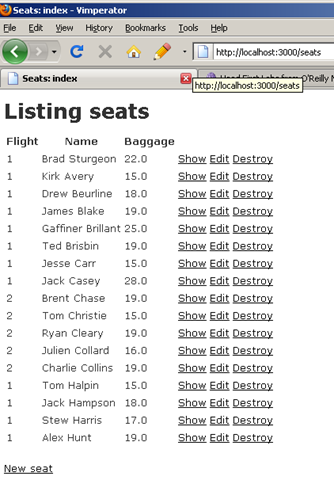 Seats: index - Vimperator
File Edit View History Bookmarks Tools Help
http://localhost:3000/seats
Seats: index
http://localhost:3000/seats
Listing seats
Flight Name Baggage
1 Brad Sturgeon 22.0 Show Edit Destroy
1 Kirk Avery 15.0 Show Edit Destroy
1 Drew Beurline 18.0 Show Edit Destroy
1 James Blake 19.0 Show Edit Destroy
1 Gaffiner Brilliant 25.0 Show Edit Destroy
1 Ted Brisbin 19.0 Show Edit Destroy
1 Jesse Carr 15.0 Show Edit Destroy
1 Jack Casey 28.0 Show Edit Destroy
2 Brent Chase 19.0 Show Edit Destroy
2 Tom Christie 15.0 Show Edit Destroy
2 Ryan Cleary 19.0 Show Edit Destroy
2 Julien Collard 16.0 Show Edit Destroy
2 Charlie Collins 19.0 Show Edit Destroy
1 Tom Halpin 15.0 Show Edit Destroy
1 Jack Hampson 18.0 Show Edit Destroy
1 Stew Harris 17.0 Show Edit Destroy
1 Alex Hunt 19.0 Show Edit Destroy
New seat